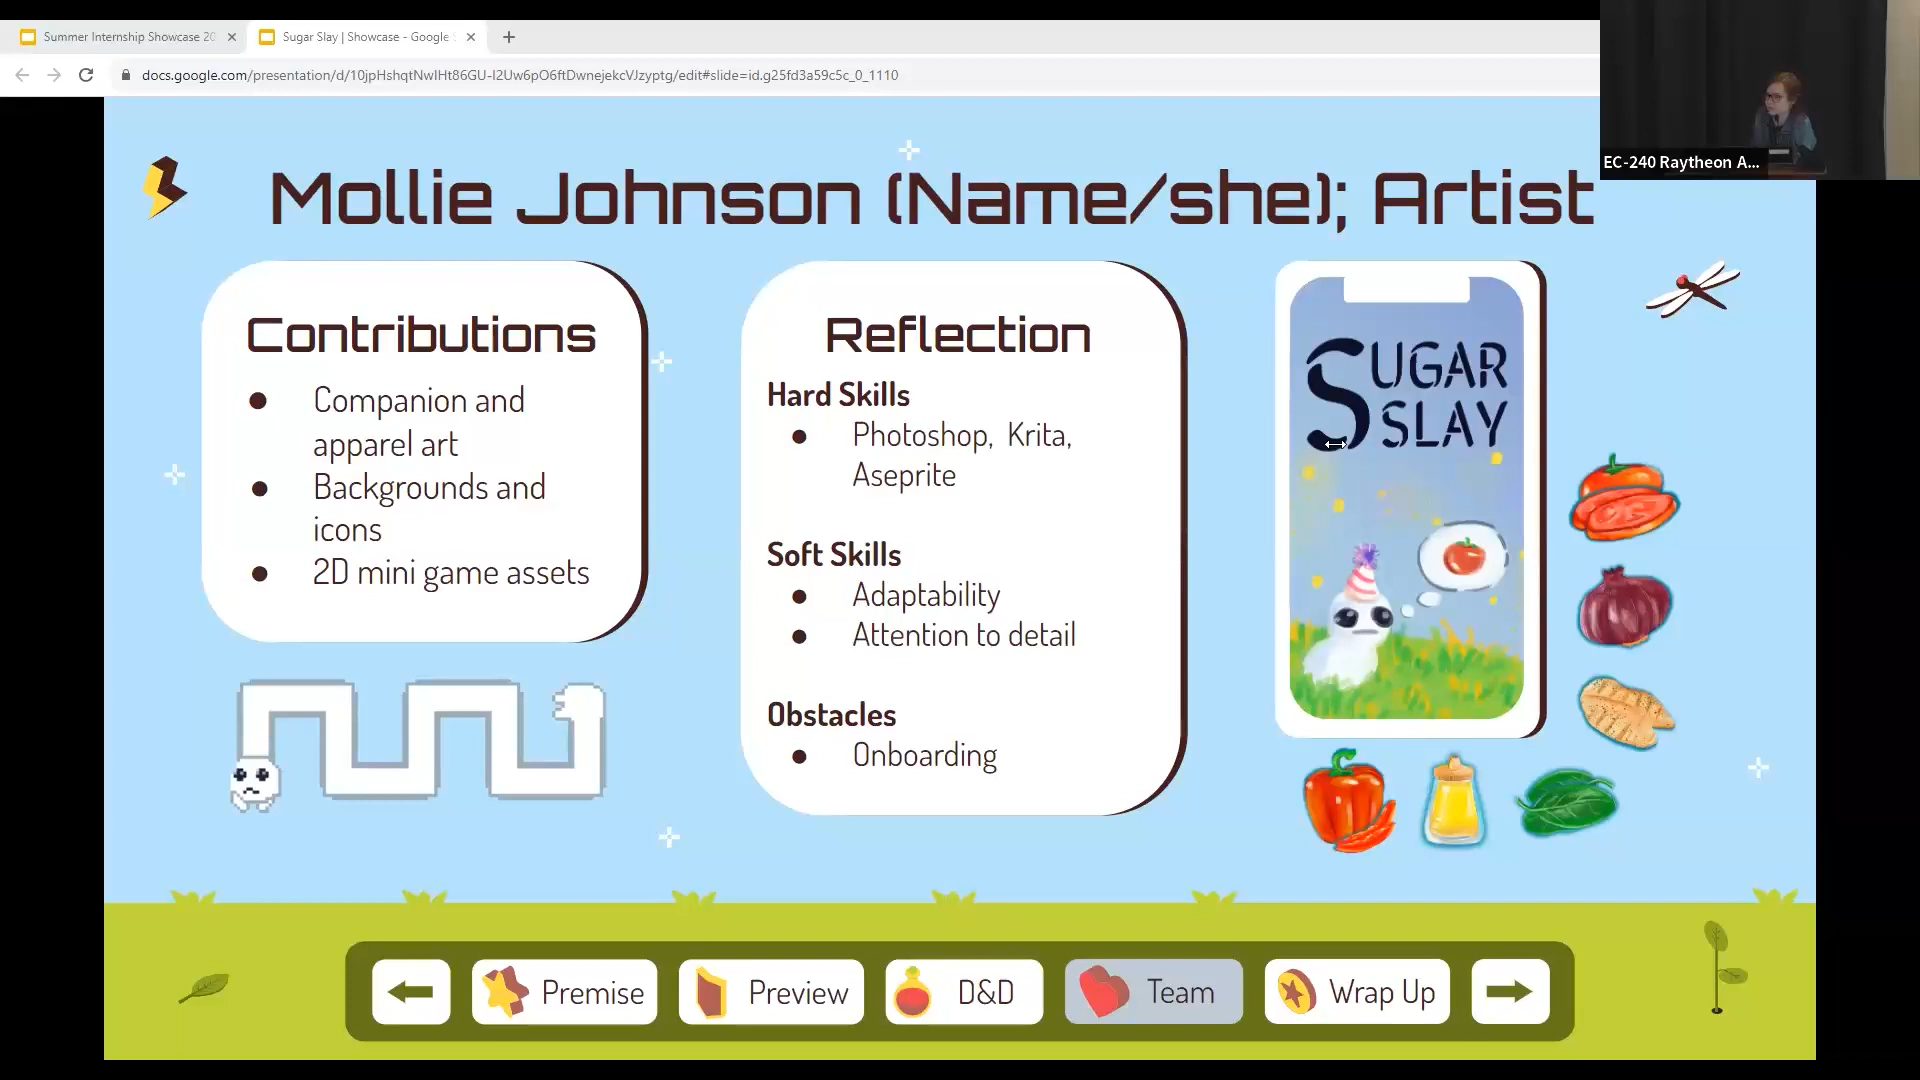 Summer Internship Showcase 20
Sugar Slay | Showcase - Google S
docs.google.com/presentation/d/10jpHshqtNwIHt86GU-I2Uw6pO6ftDwnejekcVJzyptg/edit#slide=id.g25fd3a59c5c_0_1110
EC-240 Raytheon A...
Mollie Johnson (Name/she); Artist
Contributions
● Companion and
apparel art
● Backgrounds and
icons
● 2D mini game assets
Reflection
Hard Skills
● Photoshop, Krita,
Aseprite
Soft Skills
● Adaptability
● Attention to detail
Obstacles
● Onboarding
SUGAR
SLAY
Premise
Preview
D&D
Team
Wrap Up